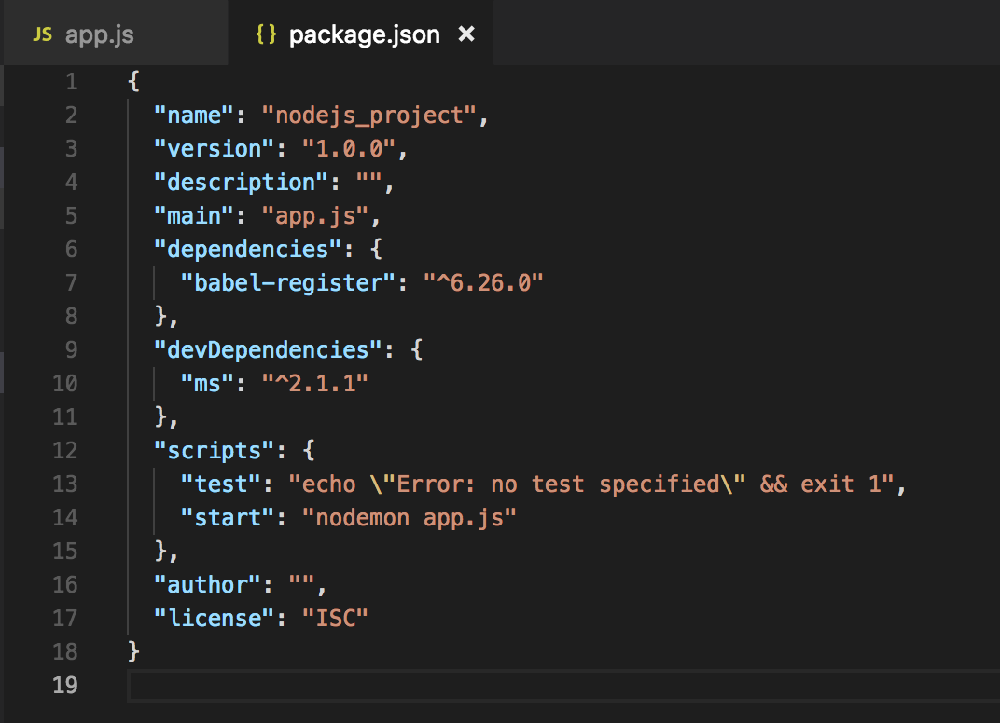 JS app.js {} package.json ×
1 {
2 "name": "nodejs_project",
3 "version": "1.0.0",
4 "description": "",
5 "main": "app.js",
6 "dependencies": {
7 "babel-register": "^6.26.0"
8 },
9 "devDependencies": {
10 "ms": "^2.1.1"
11 },
12 "scripts": {
13 "test": "echo \"Error: no test specified\" && exit 1",
14 "start": "nodemon app.js"
15 },
16 "author": "",
17 "license": "ISC"
18 }
19